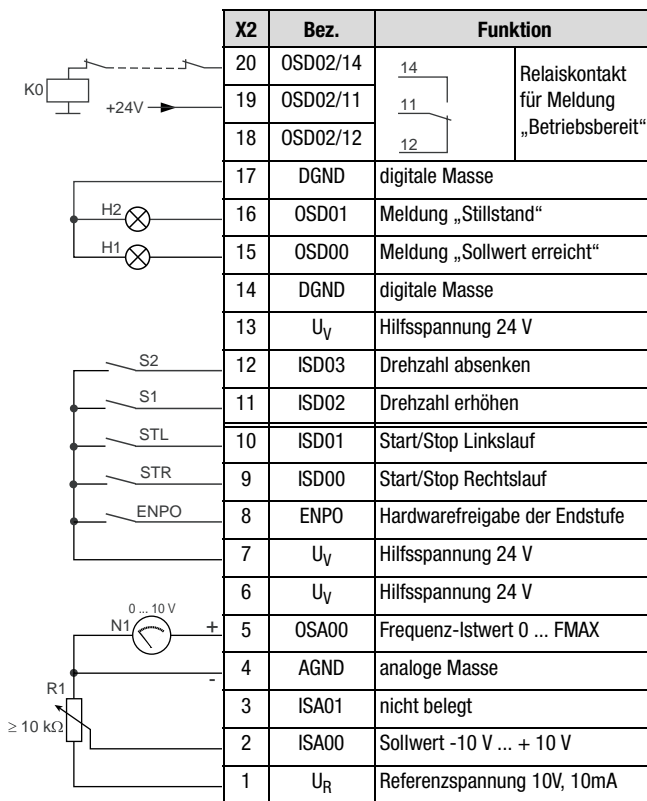 X2 Bez. Funktion
20 OSD02/14 14 Relaiskontakt
K0 +24V 19 OSD02/11 11 für Meldung
18 OSD02/12 12 „Betriebsbereit“
17 DGND digitale Masse
H2 16 OSD01 Meldung „Stillstand“
H1 15 OSD00 Meldung „Sollwert erreicht“
14 DGND digitale Masse
13 UV Hilfsspannung 24 V
S2 12 ISD03 Drehzahl absenken
S1 11 ISD02 Drehzahl erhöhen
STL 10 ISD01 Start/Stop Linkslauf
STR 9 ISD00 Start/Stop Rechtslauf
ENPO 8 ENPO Hardwarefreigabe der Endstufe
7 UV Hilfsspannung 24 V
6 UV Hilfsspannung 24 V
0 ... 10 V
N1 + 5 OSA00 Frequenz-Istwert 0 ... FMAX
- 4 AGND analoge Masse
R1 3 ISA01 nicht belegt
≥ 10 kΩ 2 ISA00 Sollwert -10 V ... + 10 V
1 UR Referenzspannung 10V, 10mA